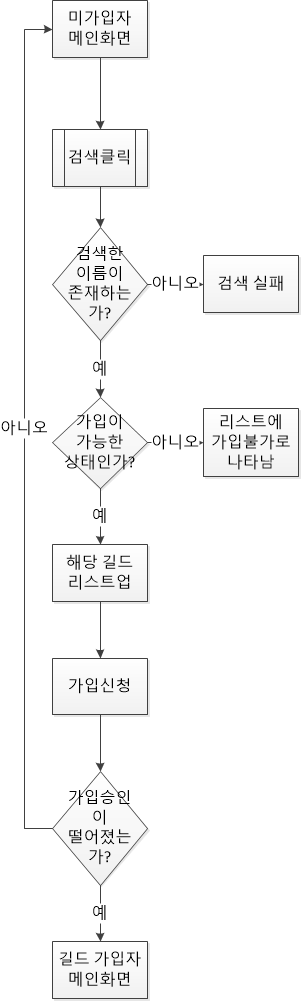 미가입자
메인화면
검색클릭
검색한
이름이
존재하는
가?
아니오
검색 실패
예
가입이
가능한
상태인가?
아니오
리스트에
가입불가로
나타남
아니오
예
해당 길드
리스트업
가입신청
가입승인
이
떨어졌는
가?
예
길드 가입자
메인화면